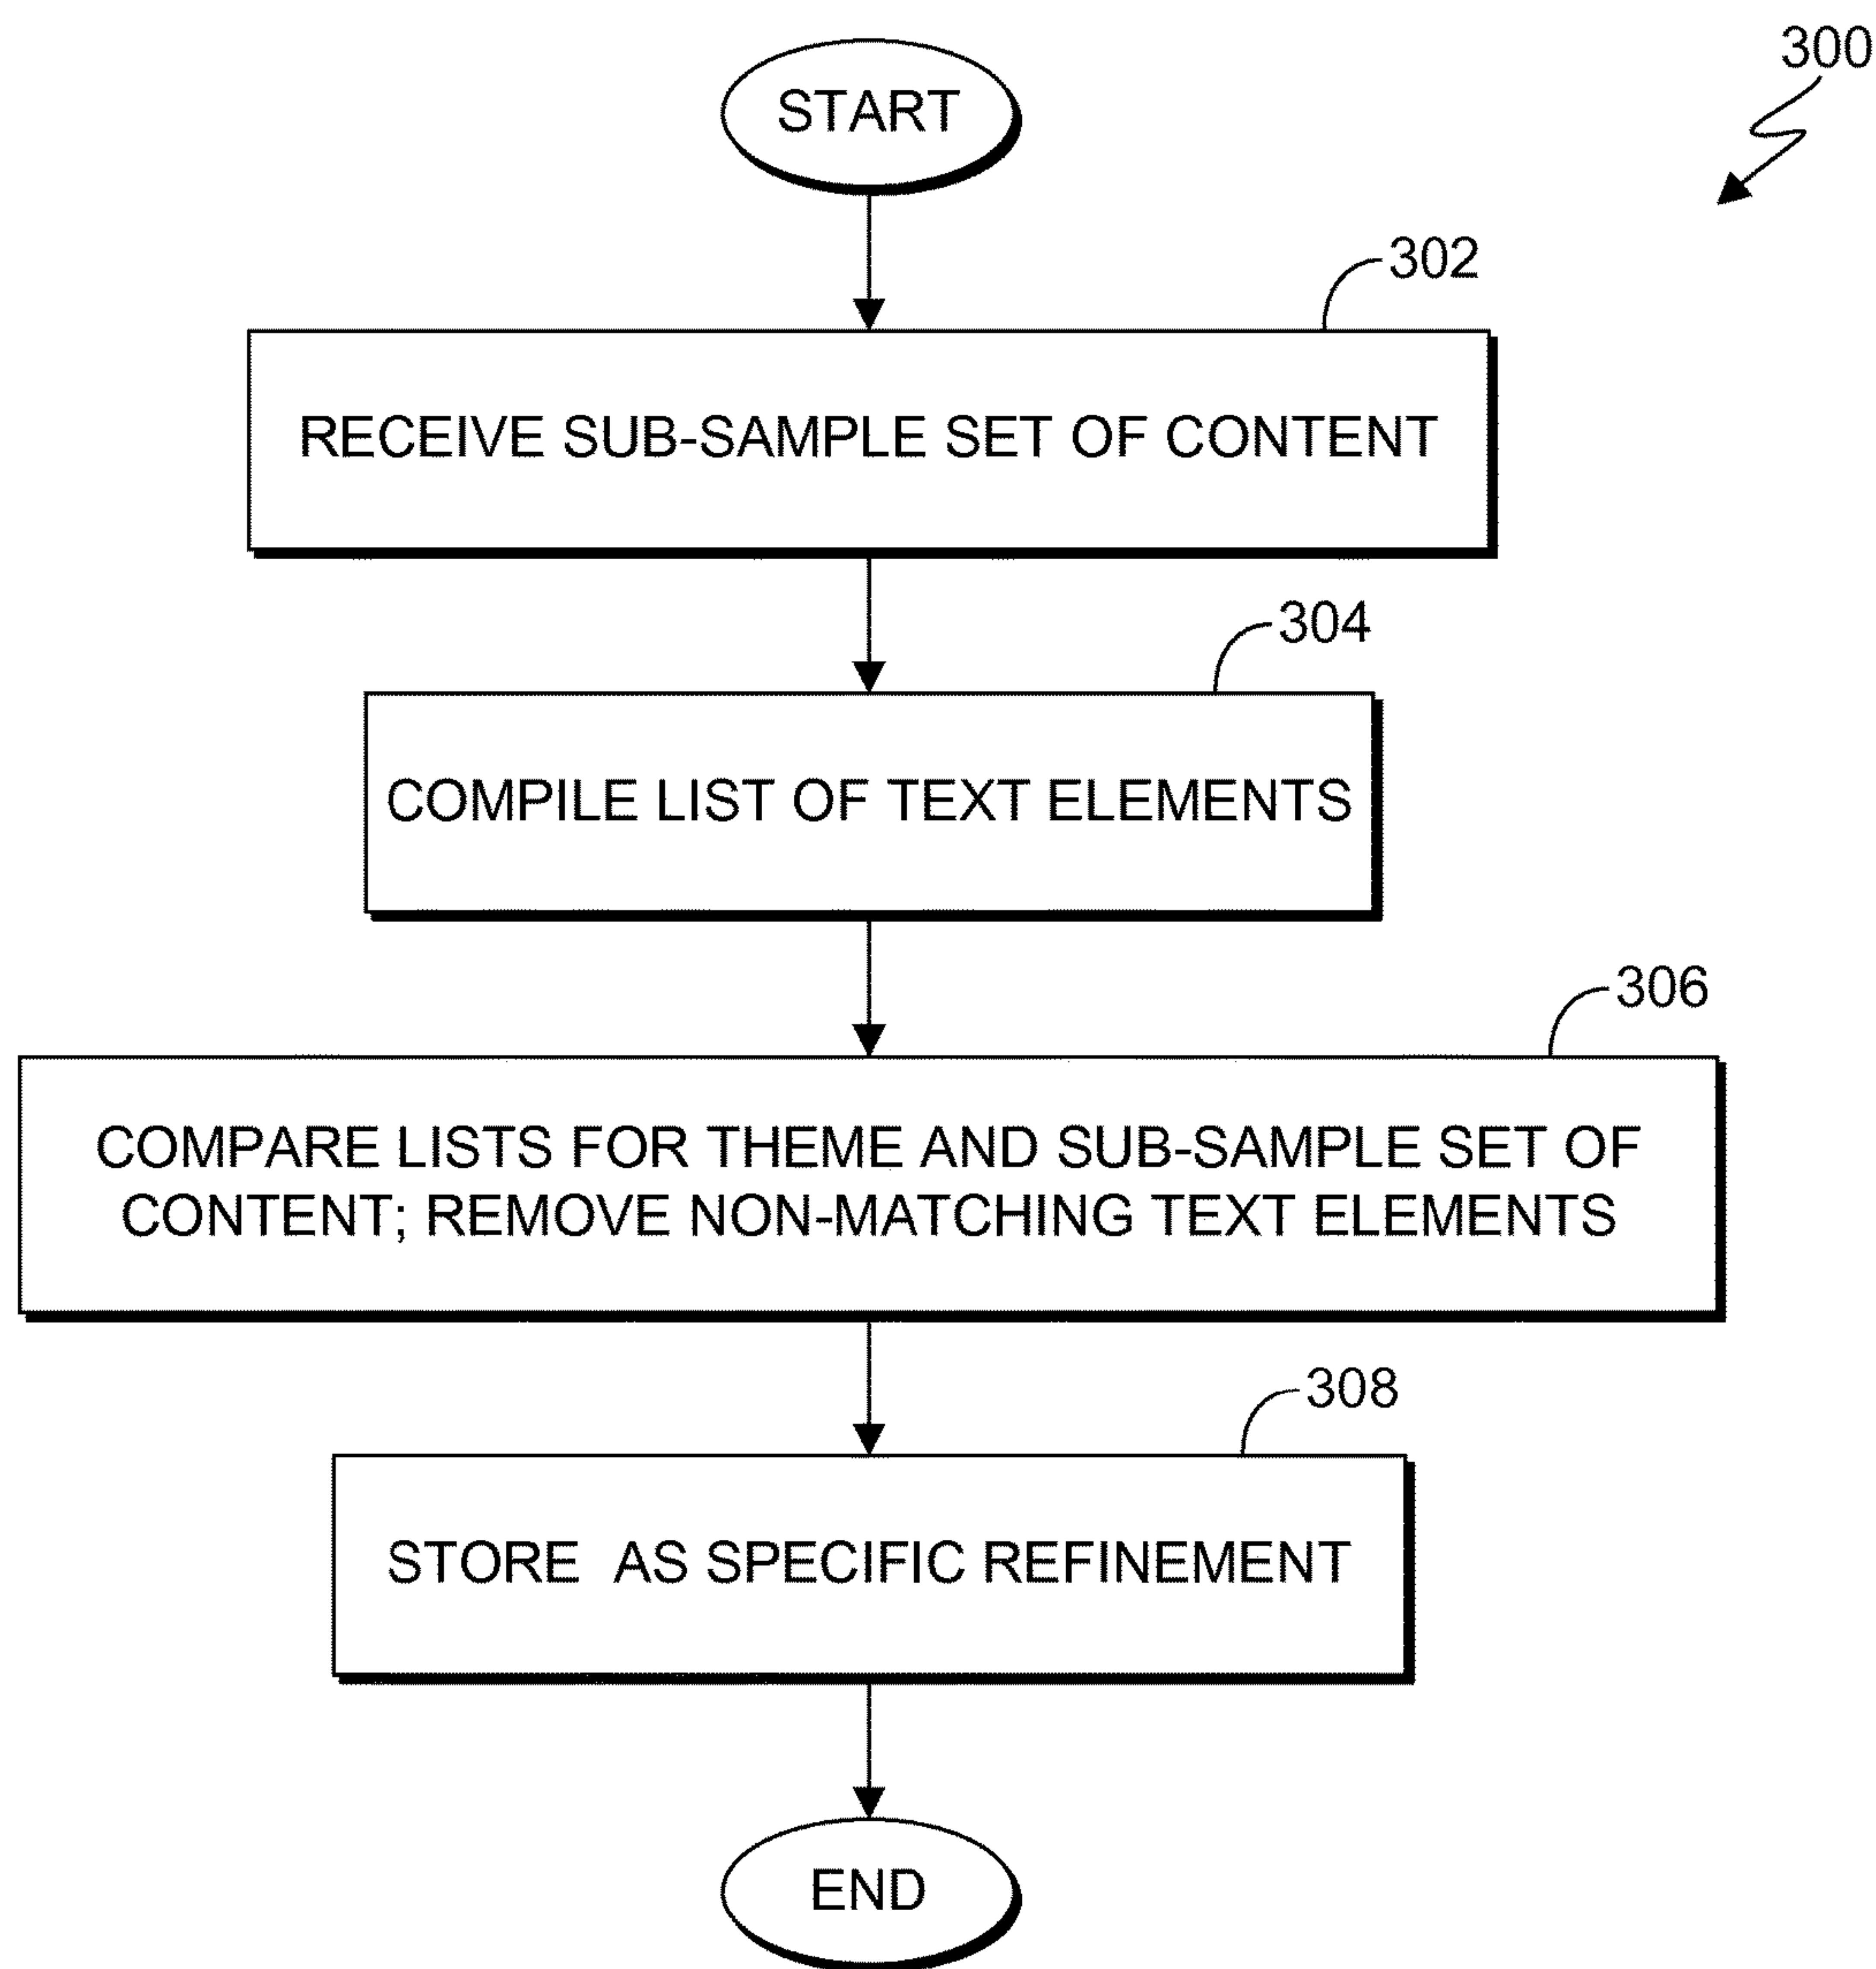 300
START
302
RECEIVE SUB-SAMPLE SET OF CONTENT
304
COMPILE LIST OF TEXT ELEMENTS
306
COMPARE LISTS FOR THEME AND SUB-SAMPLE SET OF
CONTENT; REMOVE NON-MATCHING TEXT ELEMENTS
308
STORE AS SPECIFIC REFINEMENT
END